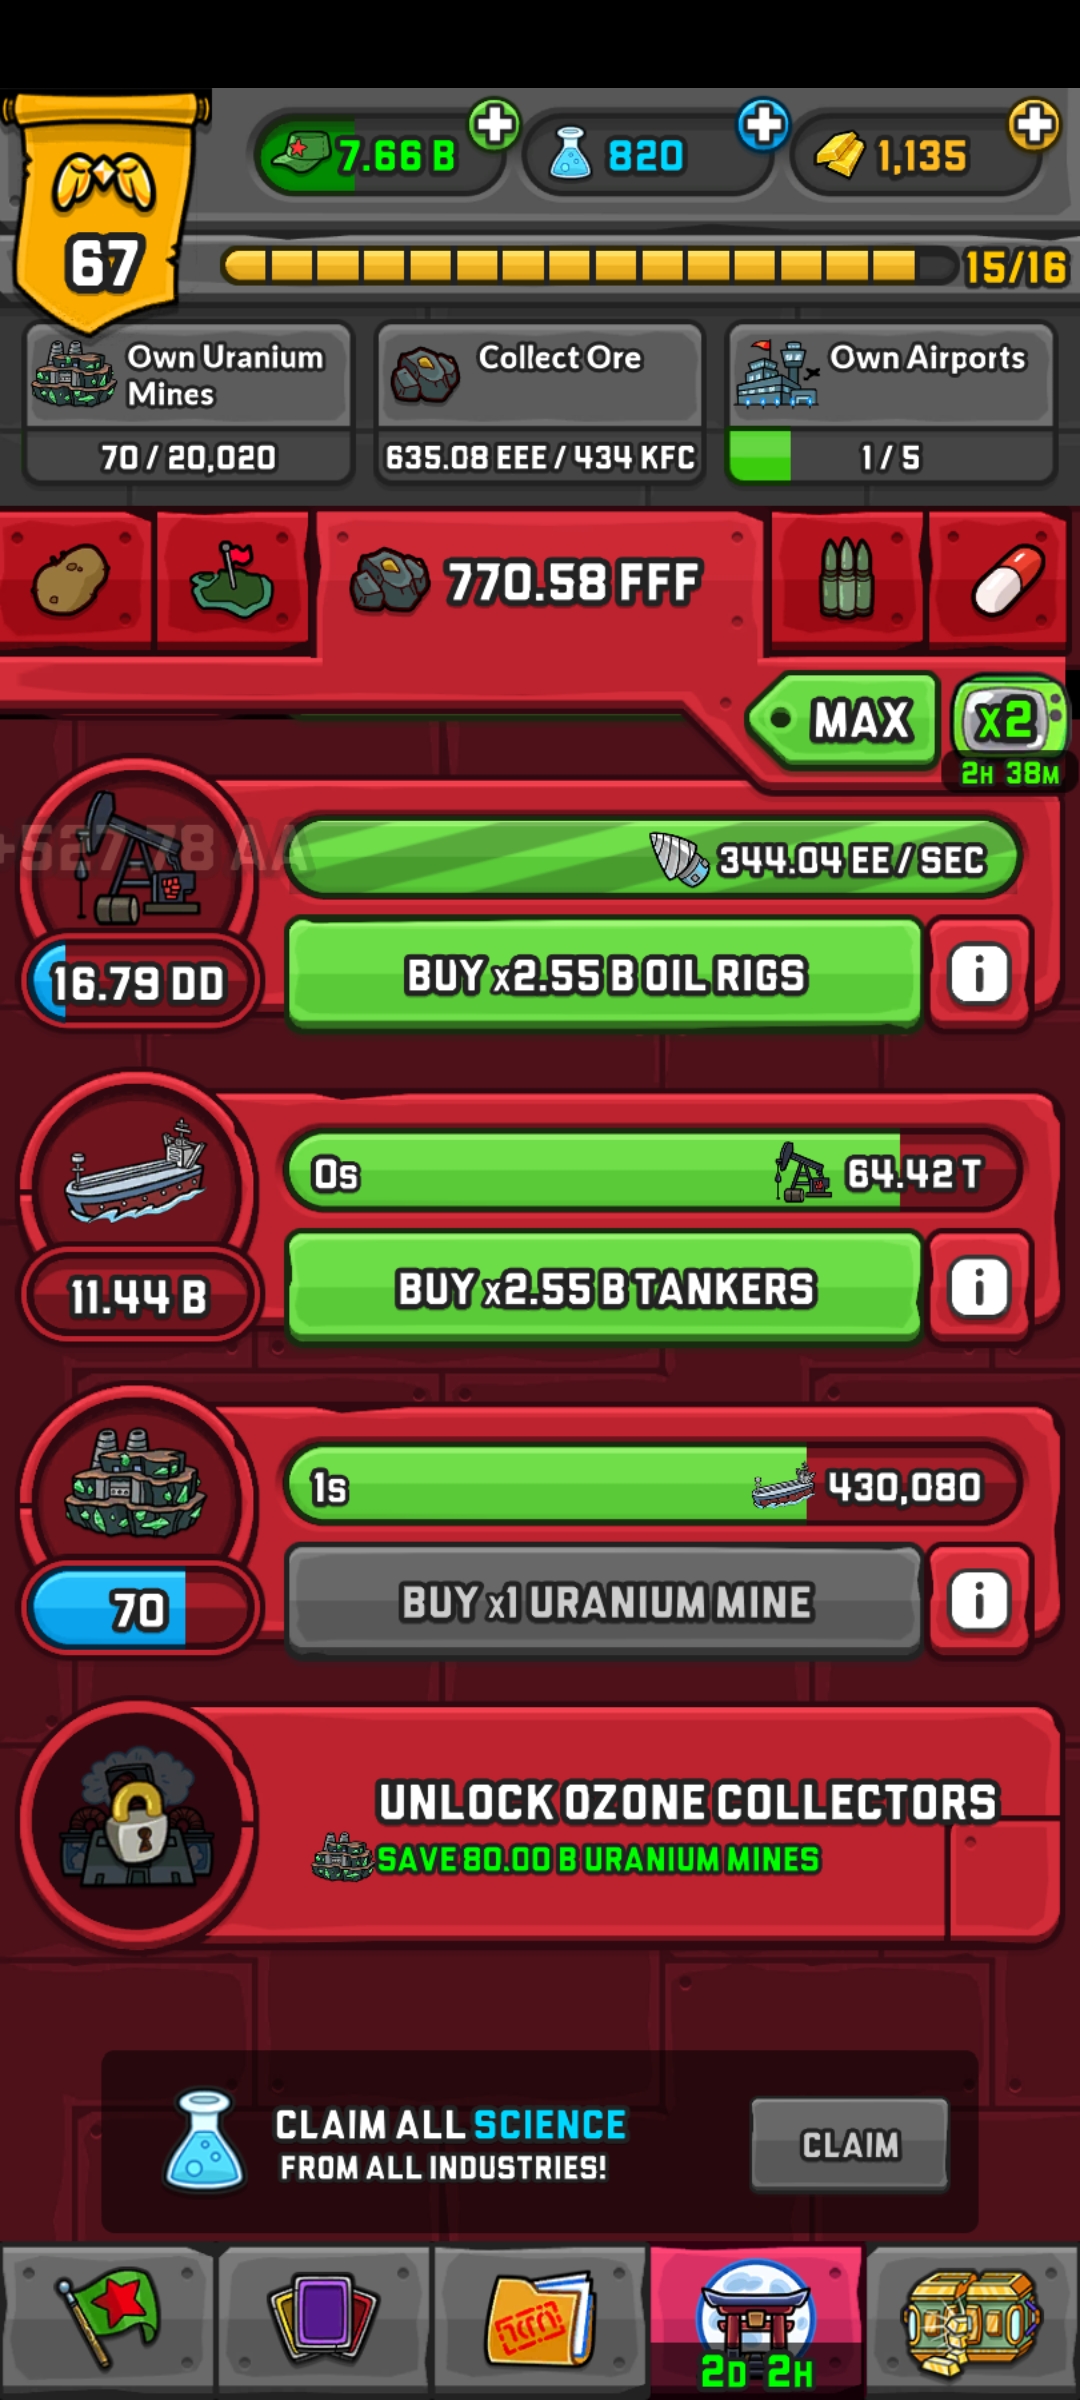 7.66 B
820
1,135
67
15/16
Own Uranium
Mines
70 / 20,020
Collect Ore
635.08 EEE / 434 KFC
Own Airports
1 / 5
770.58 FFF
MAX
x2
2H 38M
+527.78 AA
344.04 EE / SEC
16.79 DD
BUY x2.55 B OIL RIGS
i
0s
64.42 T
11.44 B
BUY x2.55 B TANKERS
i
1s
430,080
70
BUY x1 URANIUM MINE
i
UNLOCK OZONE COLLECTORS
SAVE 80.00 B URANIUM MINES
CLAIM ALL SCIENCE
FROM ALL INDUSTRIES!
CLAIM
2D 2H